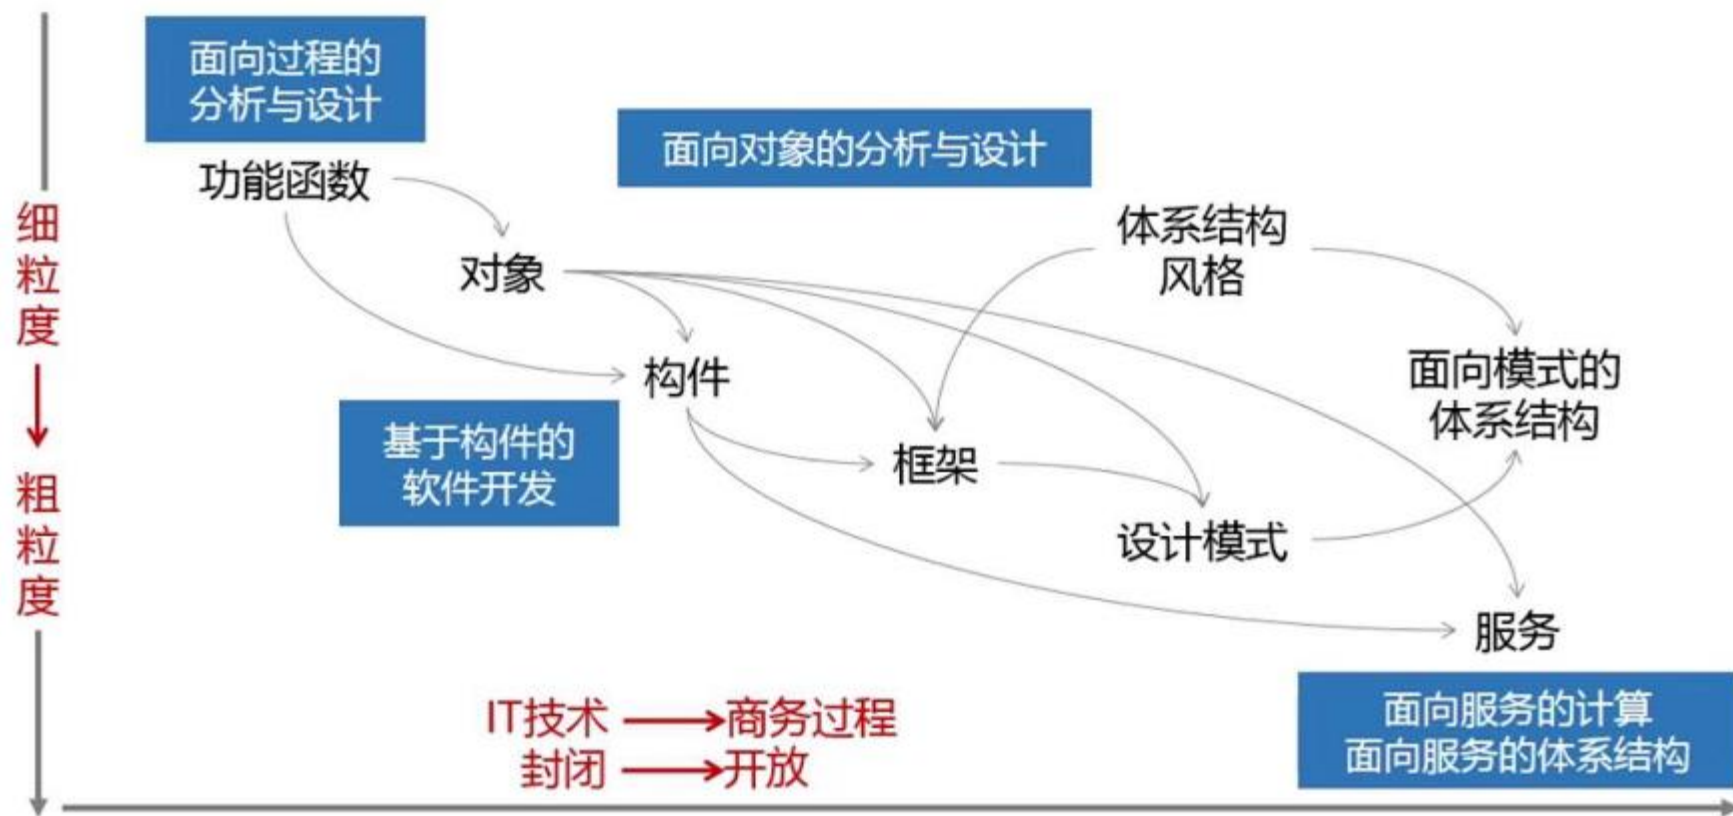 面向过程的
分析与设计
功能函数
面向对象的分析与设计
对象
体系结构
风格
细粒度
构件
面向模式的
体系结构
基于构件的
软件开发
框架
粗粒度
设计模式
服务
IT技术
商务过程
封闭
开放
面向服务的计算
面向服务的体系结构